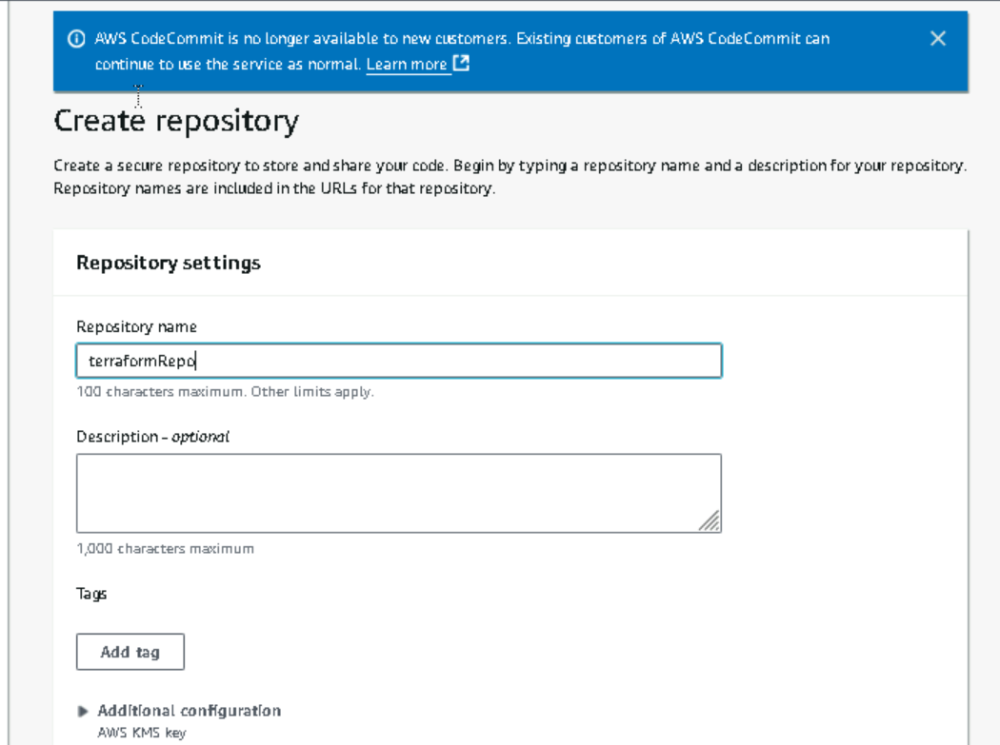 AWS CodeCommit is no longer available to new customers. Existing customers of AWS CodeCommit can
continue to use the service as normal. Learn more
Create repository
Create a secure repository to store and share your code. Begin by typing a repository name and a description for your repository.
Repository names are included in the URLs for that repository.
Repository settings
Repository name
terraformRepo
100 characters maximum. Other limits apply.
Description - optional
1,000 characters maximum
Tags
Add tag
Additional configuration
AWS KMS key